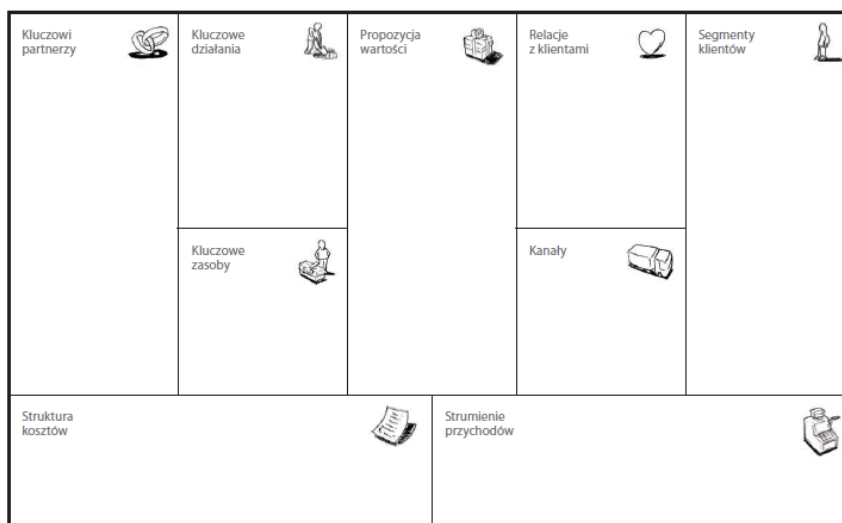 Kluczowi
partnerzy
Kluczowe
działania
Kluczowe
zasoby
Propozycja
wartości
Relacje
z klientami
Kanały
Segmenty
klientów
Struktura
kosztów
Strumienie
przychodów